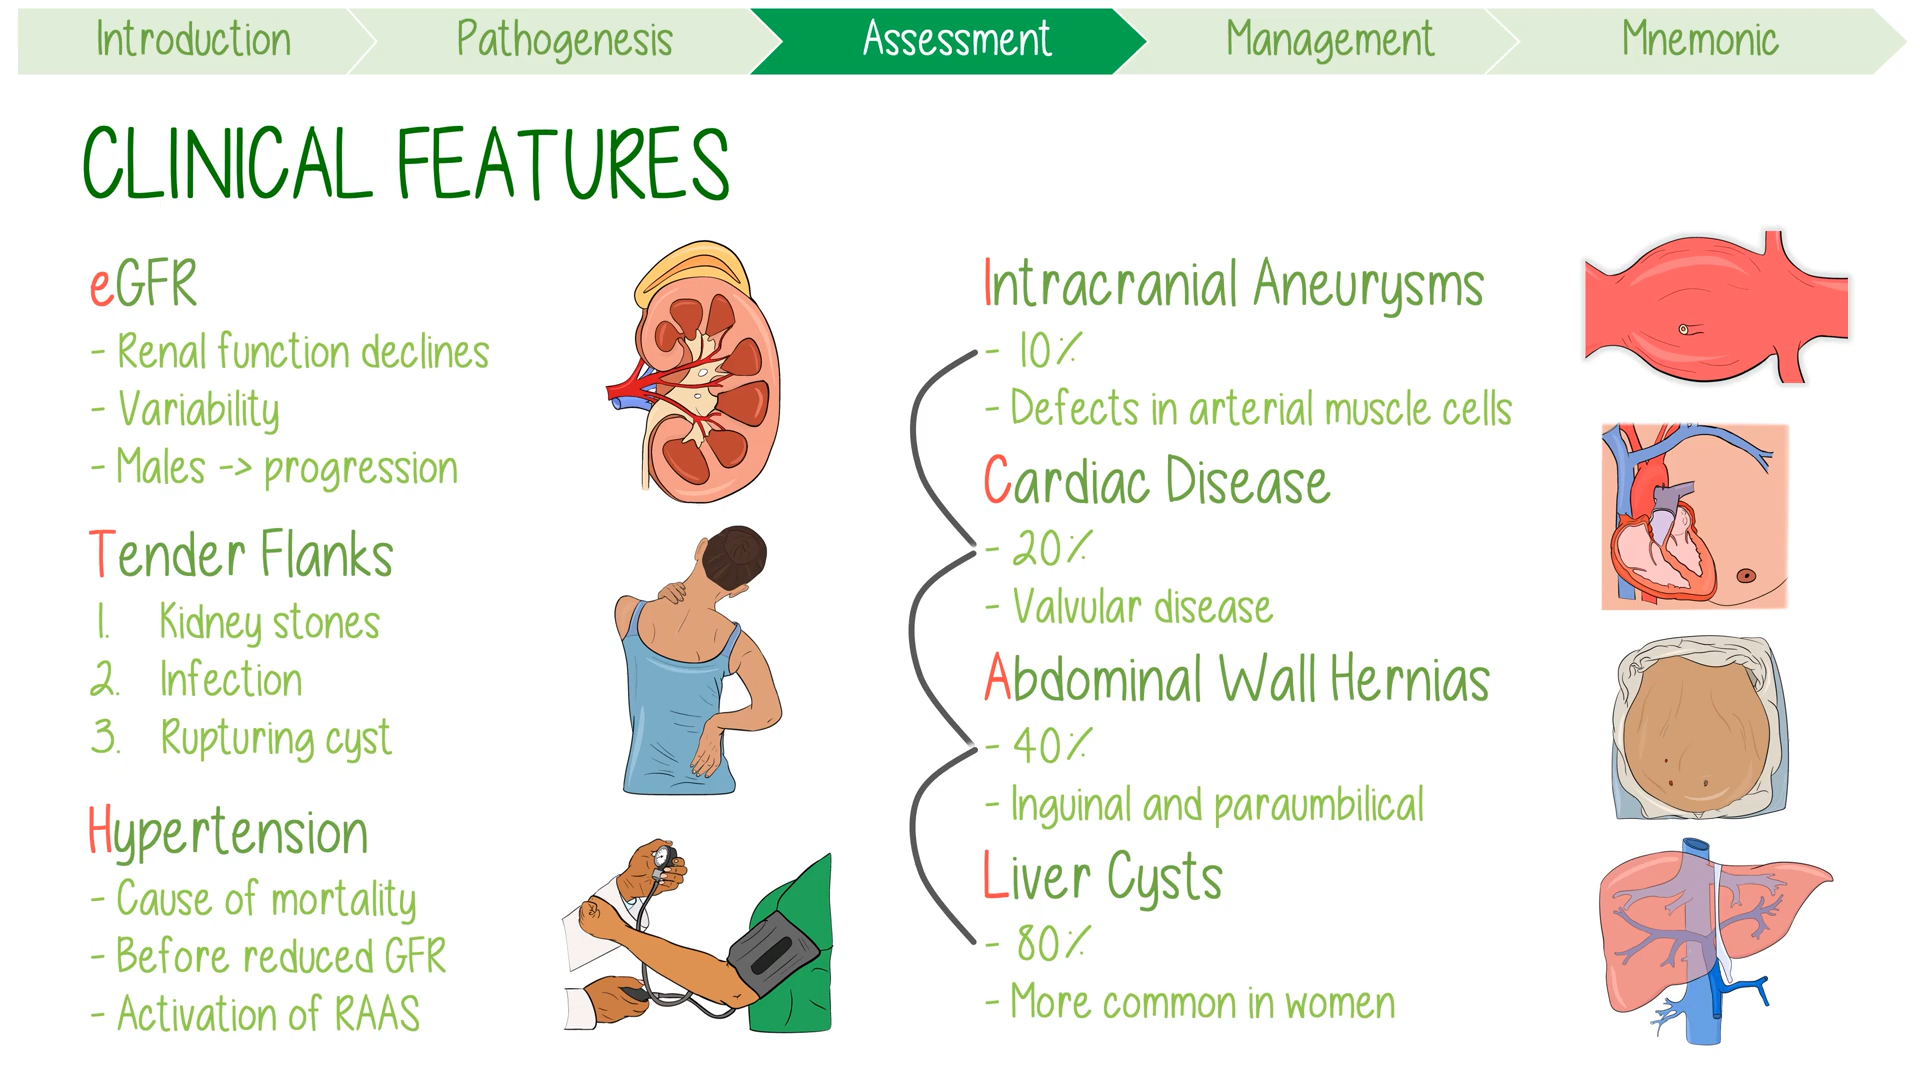 Introduction
Pathogenesis
Assessment
Management
Mnemonic
CLINICAL FEATURES
eGFR
- Renal function declines
- Variability
- Males -> progression
Tender Flanks
1. Kidney stones
2. Infection
3. Rupturing cyst
Hypertension
- Cause of mortality
- Before reduced GFR
- Activation of RAAS
Intracranial Aneurysms
- 10%
- Defects in arterial muscle cells
Cardiac Disease
- 20%
- Valvular disease
Abdominal Wall Hernias
- 40%
- Inguinal and paraumbilical
Liver Cysts
- 80%
- More common in women